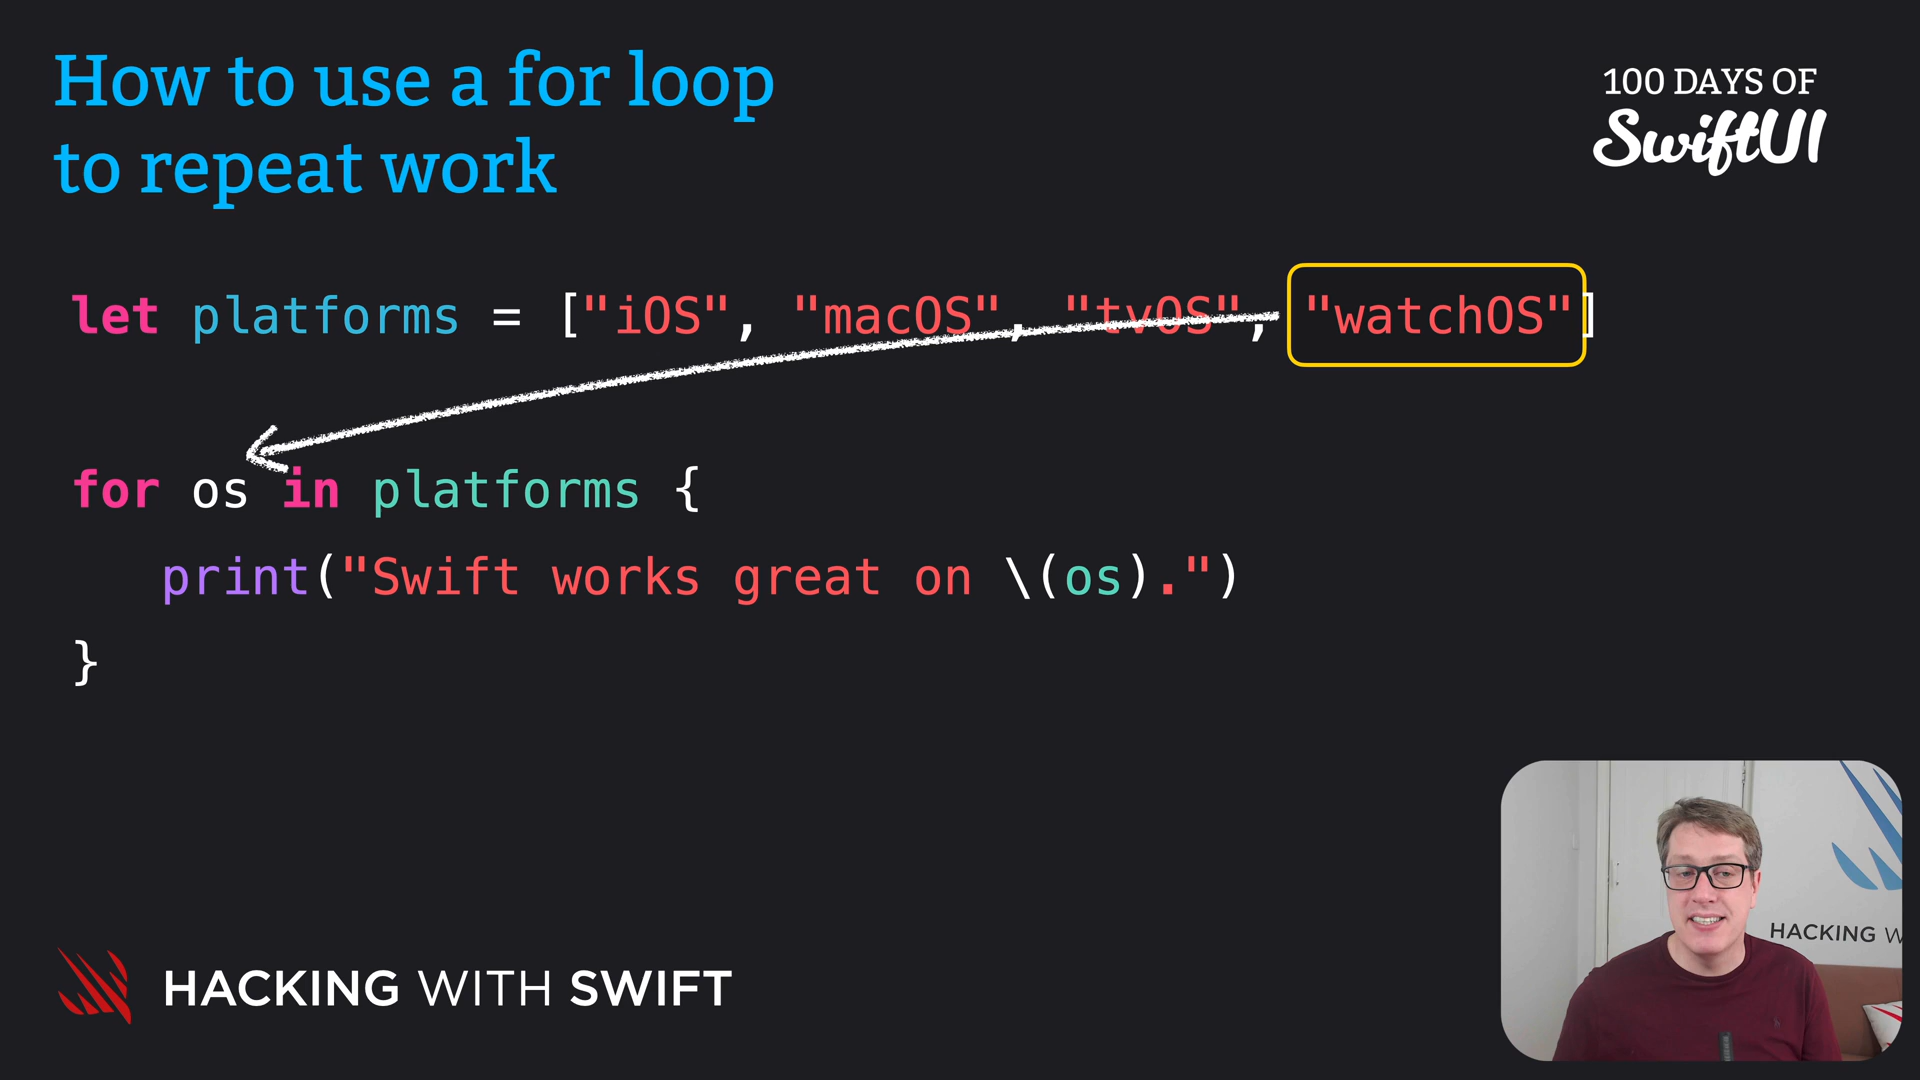 How to use a for loop
to repeat work
100 DAYS OF
SwiftUI
let platforms = ["iOS", "macOS", "tvOS", "watchOS"]
for os in platforms {
print("Swift works great on \(os).")
}
HACKING WITH SWIFT
HACKING W